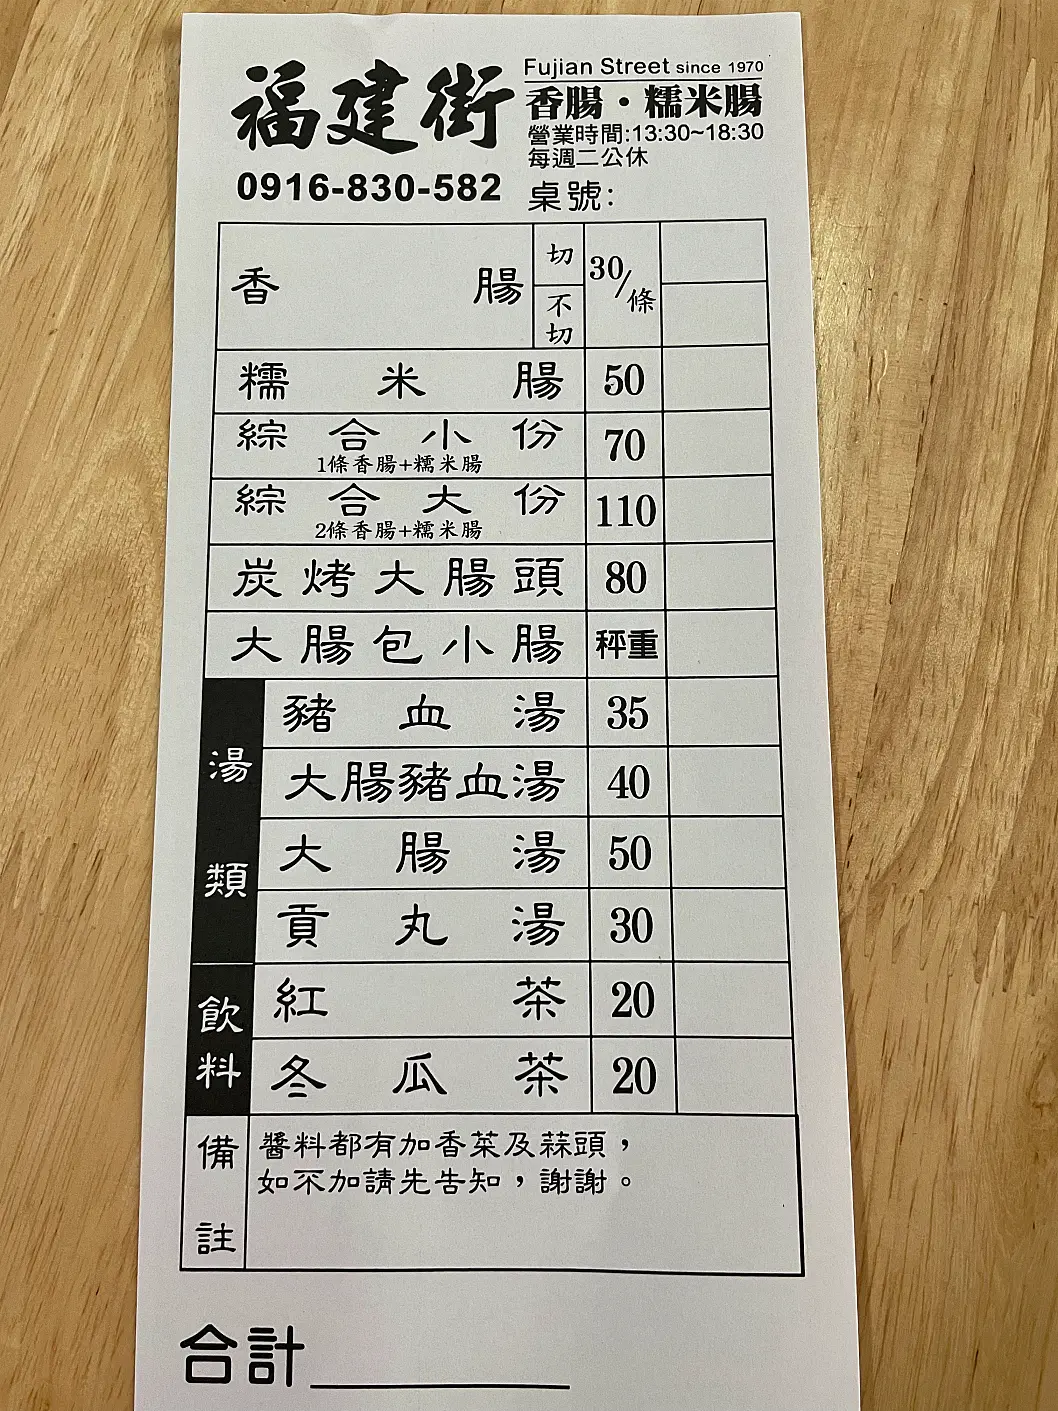 福建街
Fujian Street since 1970
香腸・糯米腸
營業時間:13:30~18:30
每週二公休
0916-830-582
桌號:
香腸 切 不切 30/條
糯米腸 50
綜合小份 70
1條香腸+糯米腸
綜合大份 110
2條香腸+糯米腸
炭烤大腸頭 80
大腸包小腸 秤重
湯類
豬血湯 35
大腸豬血湯 40
大腸湯 50
貢丸湯 30
飲料
紅茶 20
冬瓜茶 20
備註
醬料都有加香菜及蒜頭，
如不加請先告知，謝謝。
合計